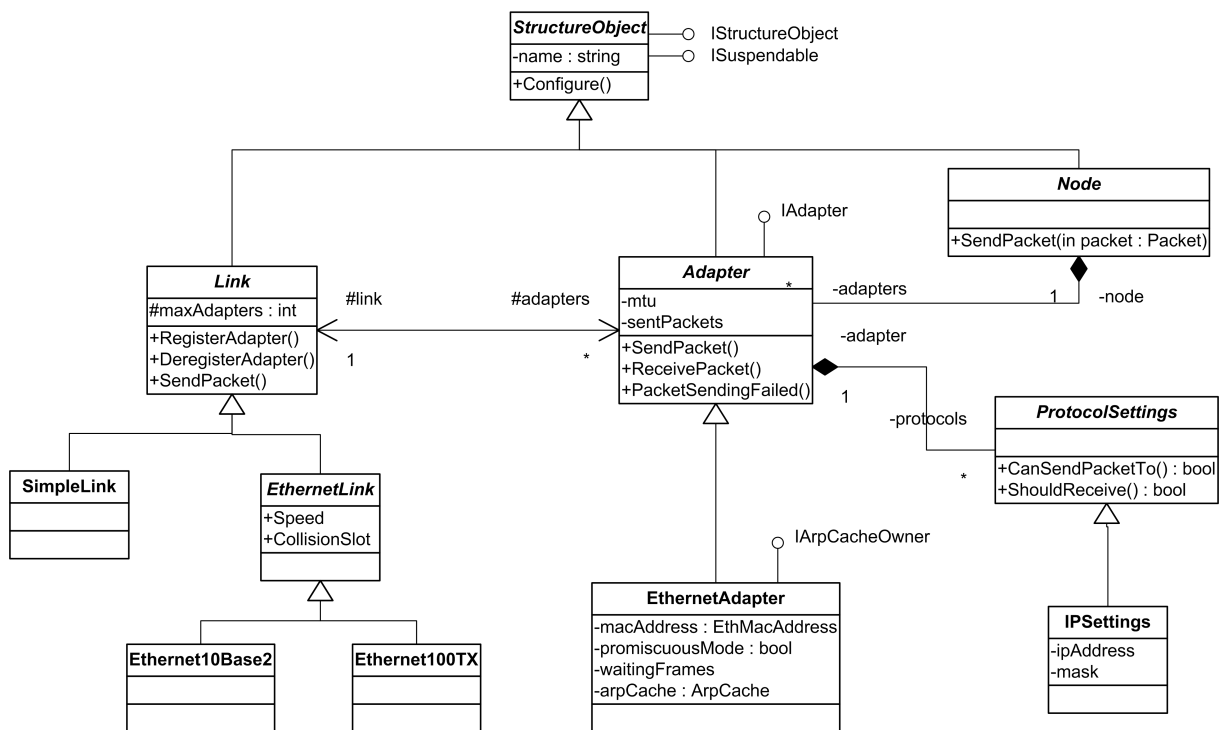 StructureObject
-name : string
+Configure()
IStructureObject
ISuspendable
Node
+SendPacket(in packet : Packet)
IAdapter
Link
#maxAdapters : int
+RegisterAdapter()
+DeregisterAdapter()
+SendPacket()
#link
1
#adapters
*
Adapter
-mtu
-sentPackets
+SendPacket()
+ReceivePacket()
+PacketSendingFailed()
*
-adapters
1
-node
-adapter
1
-protocols
*
ProtocolSettings
+CanSendPacketTo() : bool
+ShouldReceive() : bool
SimpleLink
EthernetLink
+Speed
+CollisionSlot
IArpCacheOwner
EthernetAdapter
-macAddress : EthMacAddress
-promiscuousMode : bool
-waitingFrames
-arpCache : ArpCache
IPSettings
-ipAddress
-mask
Ethernet10Base2
Ethernet100TX